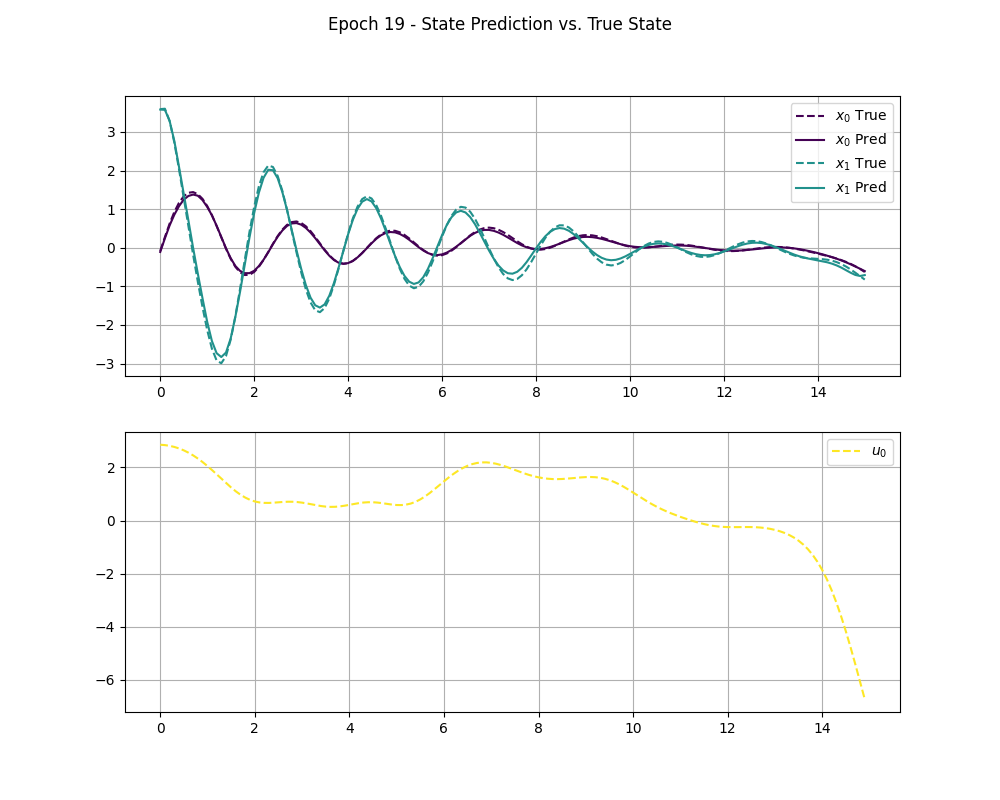 Epoch 19 - State Prediction vs. True State
3
2
1
0
−1
−2
−3
x₀ True
x₀ Pred
x₁ True
x₁ Pred
0 2 4 6 8 10 12 14
2
0
−2
−4
−6
u₀
0 2 4 6 8 10 12 14